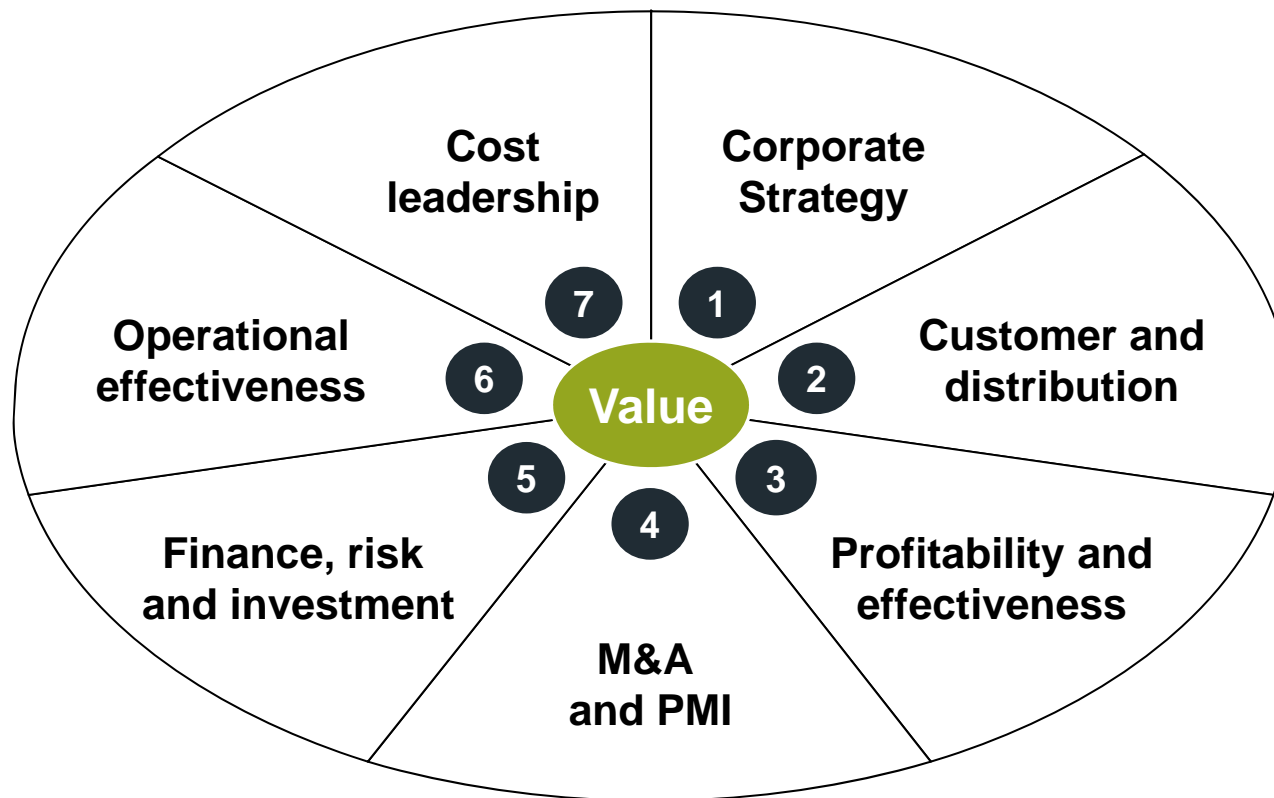 Cost
leadership
Corporate
Strategy
7
1
Operational
effectiveness
6
Value
2
Customer and
distribution
5
4
3
Finance, risk
and investment
Profitability and
effectiveness
M&A
and PMI